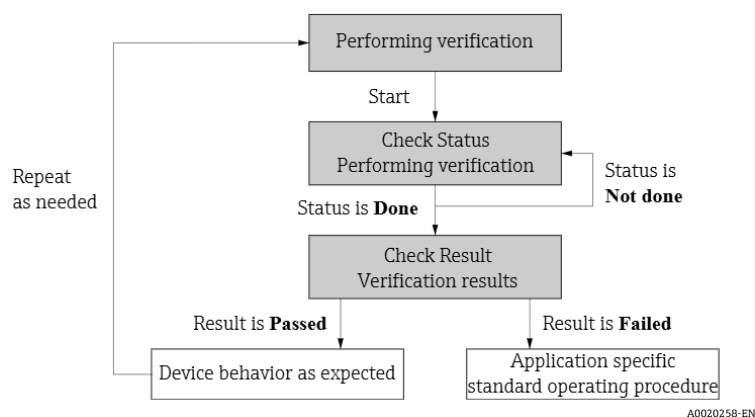 Performing verification
Start
Check Status
Performing verification
Repeat
as needed
Status is
Not done
Status is Done
Check Result
Verification results
Result is Passed
Result is Failed
Device behavior as expected
Application specific
standard operating procedure
A0020258-EN